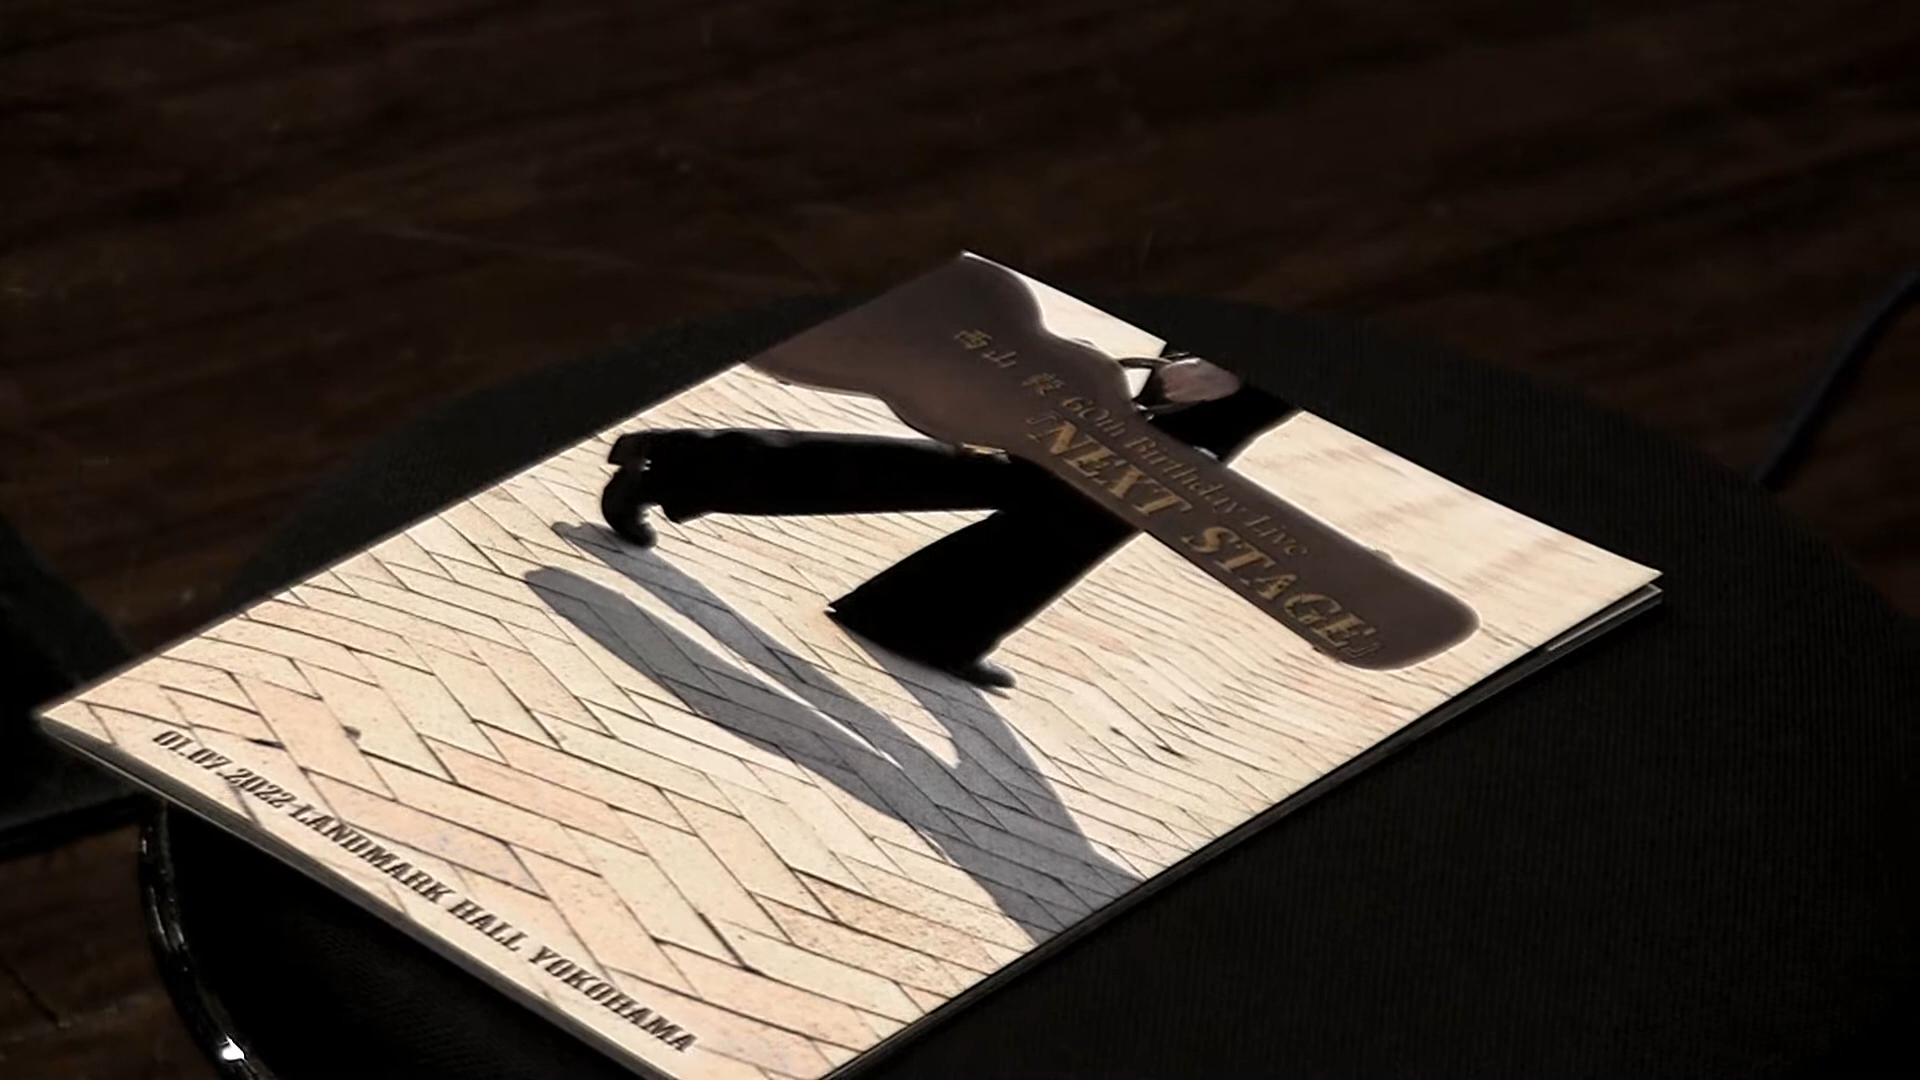 西山 毅 60th Birthday Live
『NEXT STAGE』
01.07.2022 LANDMARK HALL YOKOHAMA